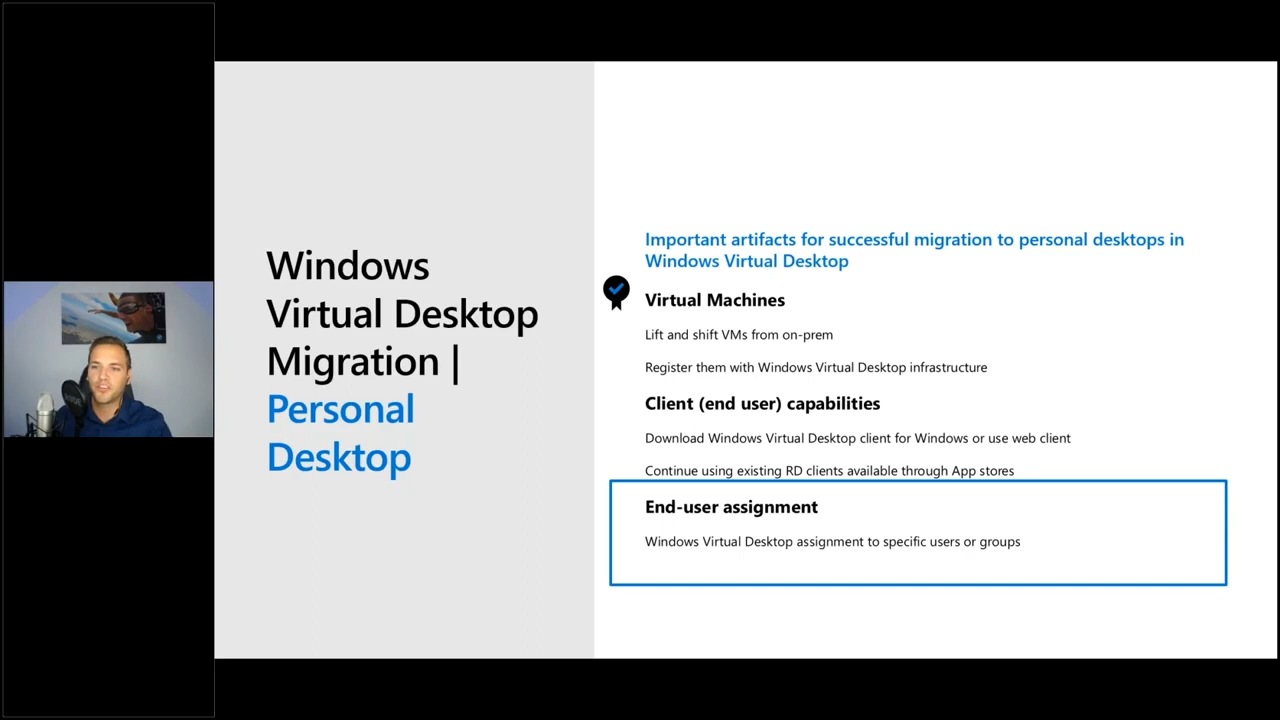 Windows
Virtual Desktop
Migration |
Personal
Desktop
Important artifacts for successful migration to personal desktops in
Windows Virtual Desktop
Virtual Machines
Lift and shift VMs from on-prem
Register them with Windows Virtual Desktop infrastructure
Client (end user) capabilities
Download Windows Virtual Desktop client for Windows or use web client
Continue using existing RD clients available through App stores
End-user assignment
Windows Virtual Desktop assignment to specific users or groups